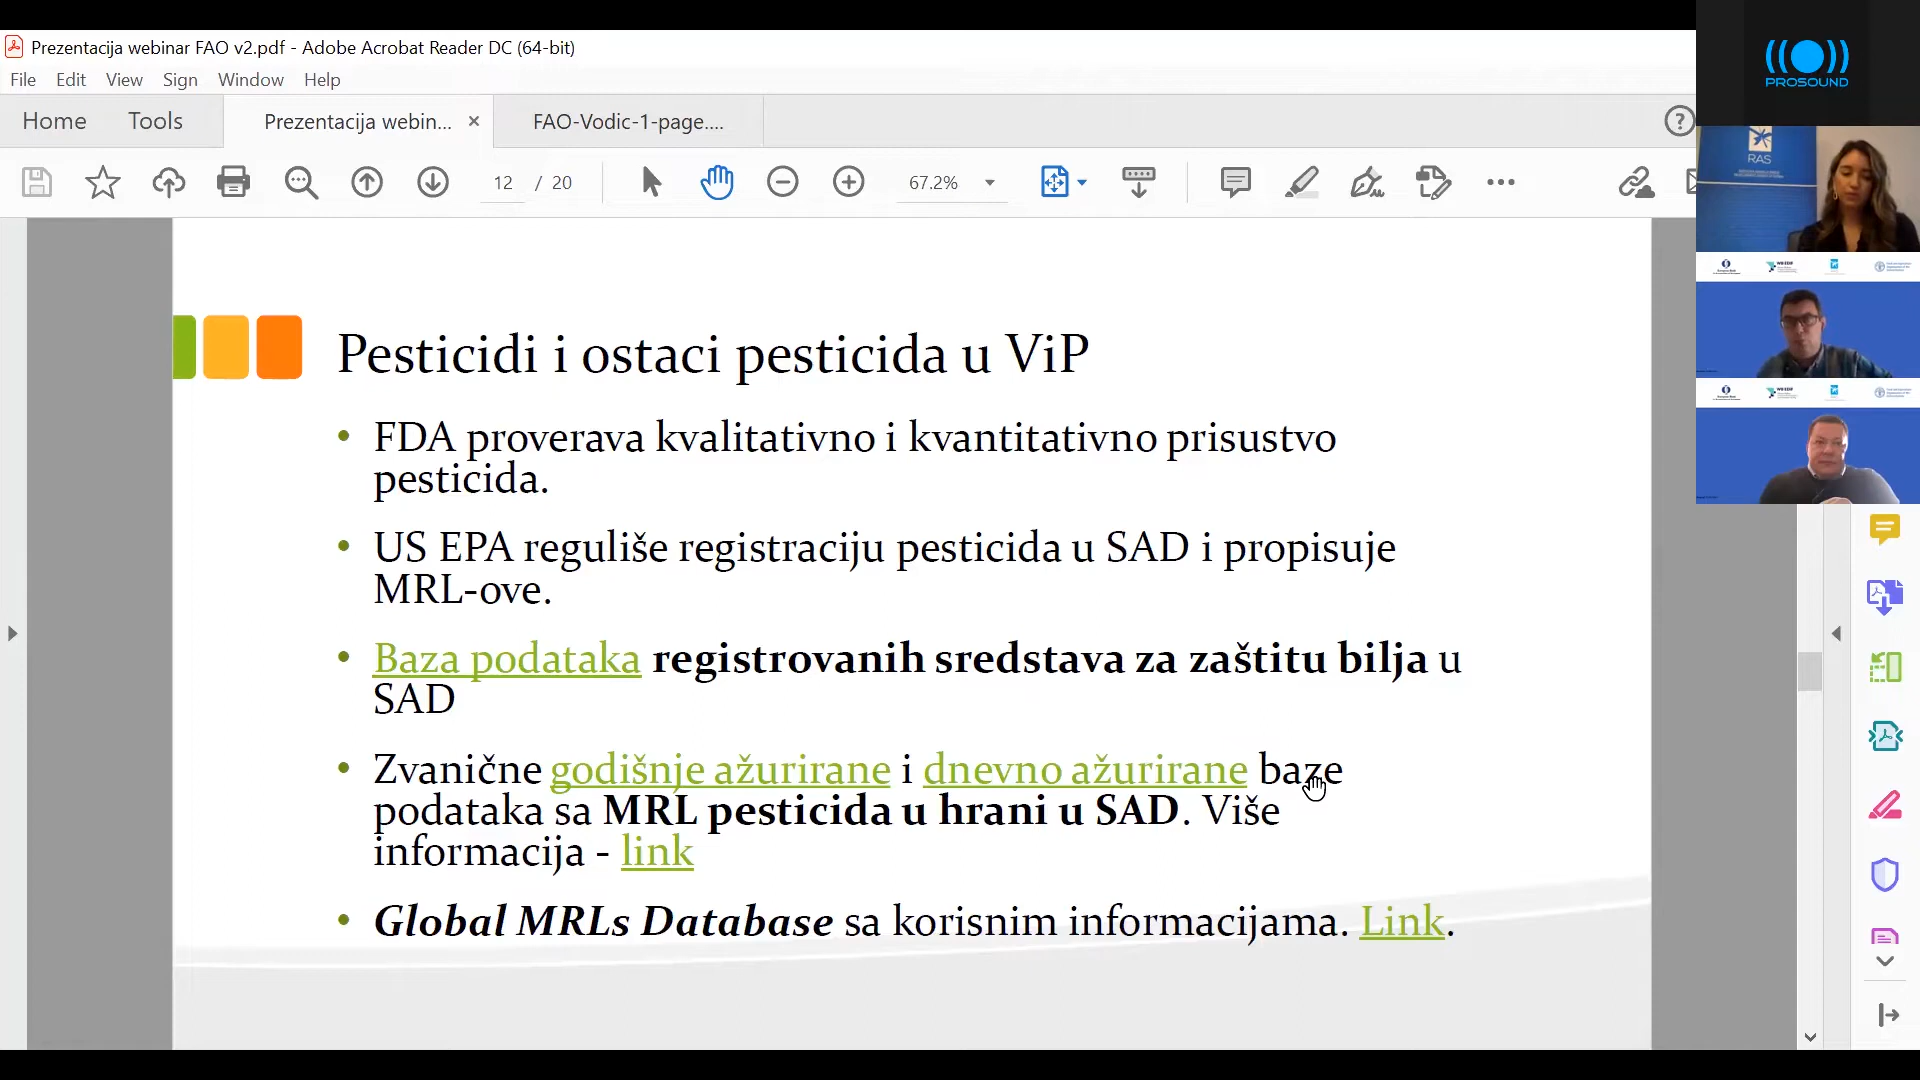 Prezentacija webinar FAO v2.pdf - Adobe Acrobat Reader DC (64-bit)
File Edit View Sign Window Help
Home Tools Prezentacija webin... × FAO-Vodic-1-page....
12 / 20 67.2%
PROSOUND
RAS
Pesticidi i ostaci pesticida u ViP
• FDA proverava kvalitativno i kvantitativno prisustvo
pesticida.
• US EPA reguliše registraciju pesticida u SAD i propisuje
MRL-ove.
• Baza podataka registrovanih sredstava za zaštitu bilja u
SAD
• Zvanične godišnje ažurirane i dnevno ažurirane baze
podataka sa MRL pesticida u hrani u SAD. Više
informacija - link
• Global MRLs Database sa korisnim informacijama. Link.